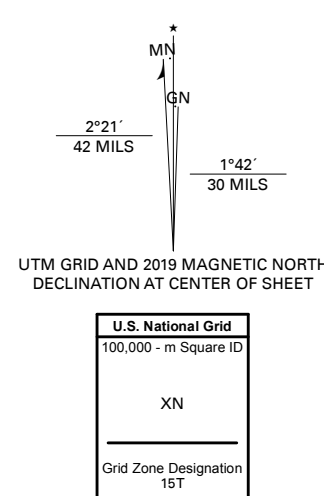 ★
MN
GN
2°21´
42 MILS
1°42´
30 MILS
UTM GRID AND 2019 MAGNETIC NORTH
DECLINATION AT CENTER OF SHEET
U.S. National Grid
100,000 - m Square ID
XN
Grid Zone Designation
15T